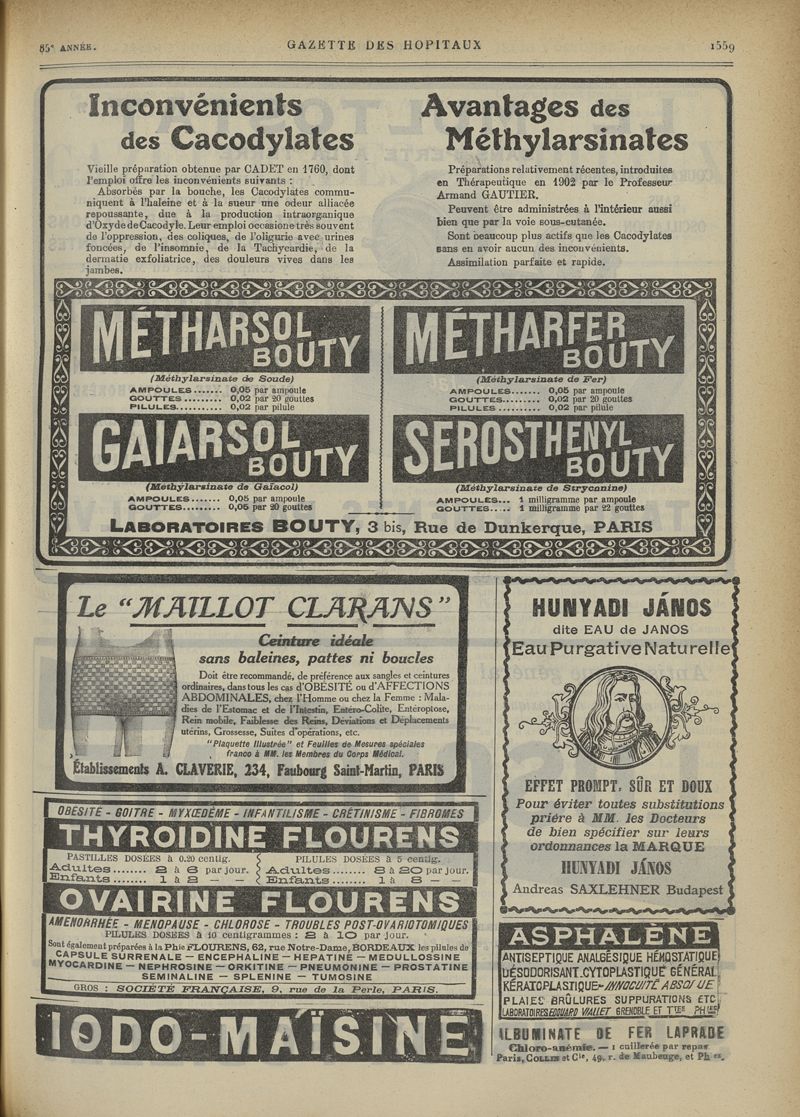 85e ANNÉE.
GAZETTE DES HOPITAUX
1559
Inconvénients
des Cacodylates
Vieille préparation obtenue par CADET en 1760, dont
l'emploi offre les inconvénients suivants :
Absorbés par la bouche, les Cacodylates commu-
niquent à l'haleine et à la sueur une odeur alliacée
repoussante, due à la production intraorganique
d'Oxyde de Cacodyle. Leur emploi occasione très souvent
de l'oppression, des coliques, de l'oligurie avec urines
foncées, de l'insomnie, de la Tachycardie, de la
dermatie exfoliatrice, des douleurs vives dans les
jambes.
Avantages des
Méthylarsinates
Préparations relativement récentes, introduites
en Thérapeutique en 1902 par le Professeur
Armand GAUTIER.
Peuvent être administrées à l'intérieur aussi
bien que par la voie sous-cutanée.
Sont beaucoup plus actifs que les Cacodylates
sans en avoir aucun des inconvénients.
Assimilation parfaite et rapide.
MÉTHARSOL
BOUTY
(Méthylarsinate de Soude)
AMPOULES....... 0,05 par ampoule
GOUTTES.......... 0,02 par 20 gouttes
PILULES........... 0,02 par pilule
MÉTHARFER
BOUTY
(Méthylarsinate de Fer)
AMPOULES....... 0,05 par ampoule
GOUTTES......... 0,02 par 20 gouttes
PILULES.......... 0,02 par pilule
GAIARSOL
BOUTY
(Méthylarsinate de Gaïacol)
AMPOULES....... 0,05 par ampoule
GOUTTES......... 0,05 par 20 gouttes
SEROSTHENYL
BOUTY
(Méthylarsinate de Strycnnine)
AMPOULES... 1 milligramme par ampoule
GOUTTES..... 1 milligramme par 22 gouttes
LABORATOIRES BOUTY, 3 bis, Rue de Dunkerque, PARIS
Le "MAILLOT CLARANS"
Ceinture idéale
sans baleines, pattes ni boucles
Doit être recommandé, de préférence aux sangles et ceintures
ordinaires, dans tous les cas d'OBÉSITÉ ou d'AFFECTIONS
ABDOMINALES, chez l'Homme ou chez la Femme : Mala-
dies de l'Estomac et de l'Intestin, Entéro-Colite, Entéroptose,
Rein mobile, Faiblesse des Reins, Déviations et Déplacements
utérins, Grossesse, Suites d'opérations, etc.
"Plaquette Illustrée" et Feuilles de Mesures spéciales
franco à MM. les Membres du Corps Médical.
Établissements A. CLAVERIE, 234, Faubourg Saint-Martin, PARIS
HUNYADI JÁNOS
dite EAU de JANOS
Eau Purgative Naturelle
EFFET PROMPT, SÛR ET DOUX
Pour éviter toutes substitutions
prière à MM. les Docteurs
de bien spécifier sur leurs
ordonnances la MARQUE
HUNYADI JÁNOS
Andreas SAXLEHNER Budapest
OBÉSITÉ - GOITRE - MYXŒDÈME - INFANTILISME - CRÉTINISME - FIBROMES
THYROIDINE FLOURENS
PASTILLES DOSÉES à 0.20 centig.
Adultes........ 2 à 6 par jour.
Enfants........ 1 à 2 — —
PILULES DOSÉES à 5 centig.
Adultes........ 8 à 20 par jour.
Enfants........ 1 à 8 — —
OVAIRINE FLOURENS
AMÉNORRHÉE - MENOPAUSE - CHLOROSE - TROUBLES POST-OVARIOTOMIQUES
PILULES DOSÉES à 10 centigrammes : 2 à 10 par jour.
Sont également préparées à la Phie FLOURENS, 62, rue Notre-Dame, BORDEAUX les pilules de
CAPSULE SURRENALE — ENCEPHALINE — HEPATINE — MEDULLOSSINE
MYOCARDINE — NEPHROSINE — ORKITINE — PNEUMONINE — PROSTATINE
SEMINALINE — SPLENINE — TUMOSINE
GROS : SOCIÉTÉ FRANÇAISE, 9, rue de la Perle, PARIS.
IODO-MAÏSINE
ASPHALÈNE
ANTISEPTIQUE ANALGÉSIQUE HÉMOSTATIQUE
DÉSODORISANT.CYTOPLASTIQUE GÉNÉRAL
KÉRATOPLASTIQUE-INNOCUITÉ ABSOLUE
PLAIES BRÛLURES SUPPURATIONS ETC.
LABORATOIRES EDOUARD VIALLET GRENOBLE ET TTES PHIES
ALBUMINATE DE FER LAPRADE
Chloro-anémie. — 1 cuillerée par repas
Paris, COLLIN et Cie, 49, r. de Maubeuge, et Ph ies.